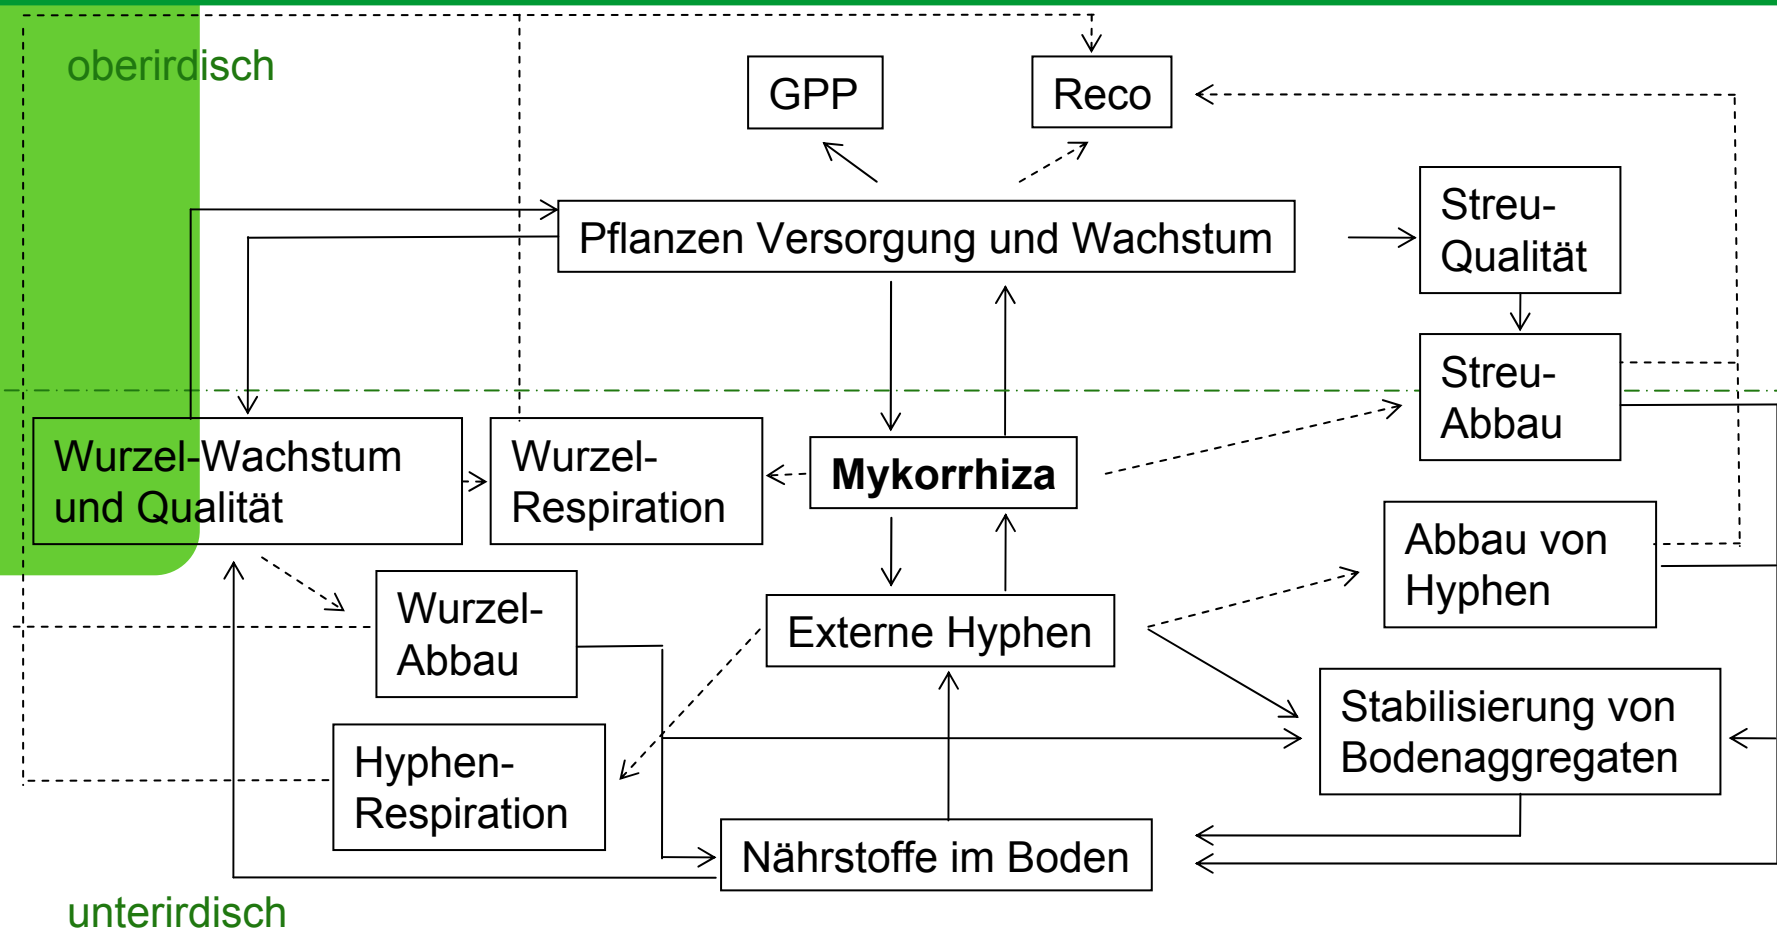 oberirdisch
GPP
Reco
Pflanzen Versorgung und Wachstum
Streu-
Qualität
Streu-
Abbau
Wurzel-Wachstum
und Qualität
Wurzel-
Respiration
Mykorrhiza
Abbau von
Hyphen
Wurzel-
Abbau
Externe Hyphen
Stabilisierung von
Bodenaggregaten
Hyphen-
Respiration
Nährstoffe im Boden
unterirdisch